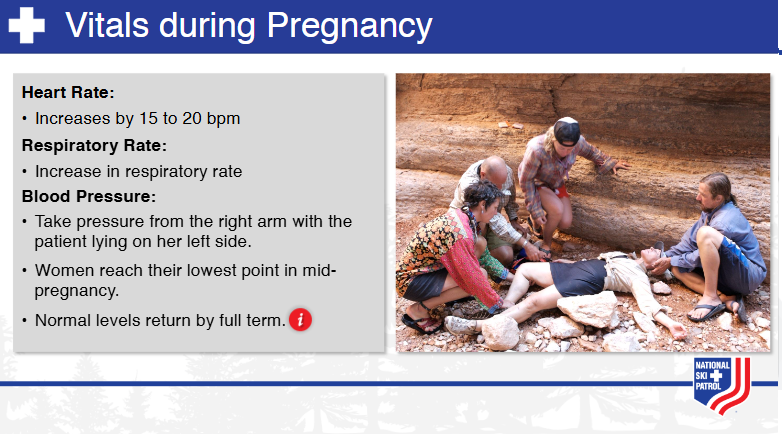 Vitals during Pregnancy
Heart Rate:
• Increases by 15 to 20 bpm
Respiratory Rate:
• Increase in respiratory rate
Blood Pressure:
• Take pressure from the right arm with the
patient lying on her left side.
• Women reach their lowest point in mid-
pregnancy.
• Normal levels return by full term. i
NATIONAL
SKI
PATROL